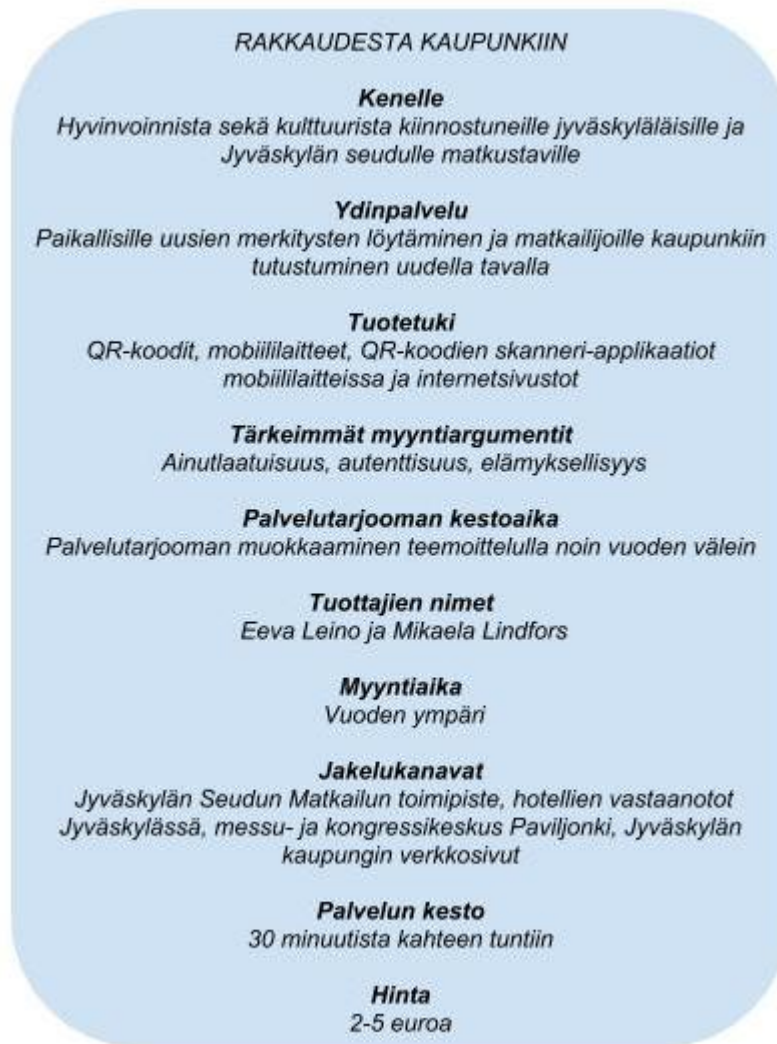 RAKKAUDESTA KAUPUNKIIN
Kenelle
Hyvinvoinnista sekä kulttuurista kiinnostuneille jyväskyläläisille ja
Jyväskylän seudulle matkustaville
Ydinpalvelu
Paikallisille uusien merkitysten löytäminen ja matkailijoille kaupunkiin
tutustuminen uudella tavalla
Tuotetuki
QR-koodit, mobiililaitteet, QR-koodien skanneri-applikaatiot
mobiililaitteissa ja internetsivustot
Tärkeimmät myyntiargumentit
Ainutlaatuisuus, autenttisuus, elämyksellisyys
Palvelutarjooman kestoaika
Palvelutarjooman muokkaaminen teemoittelulla noin vuoden välein
Tuottajien nimet
Eeva Leino ja Mikaela Lindfors
Myyntiaika
Vuoden ympäri
Jakelukanavat
Jyväskylän Seudun Matkailun toimipiste, hotellien vastaanotot
Jyväskylässä, messu- ja kongressikeskus Paviljonki, Jyväskylän
kaupungin verkkosivut
Palvelun kesto
30 minuutista kahteen tuntiin
Hinta
2-5 euroa